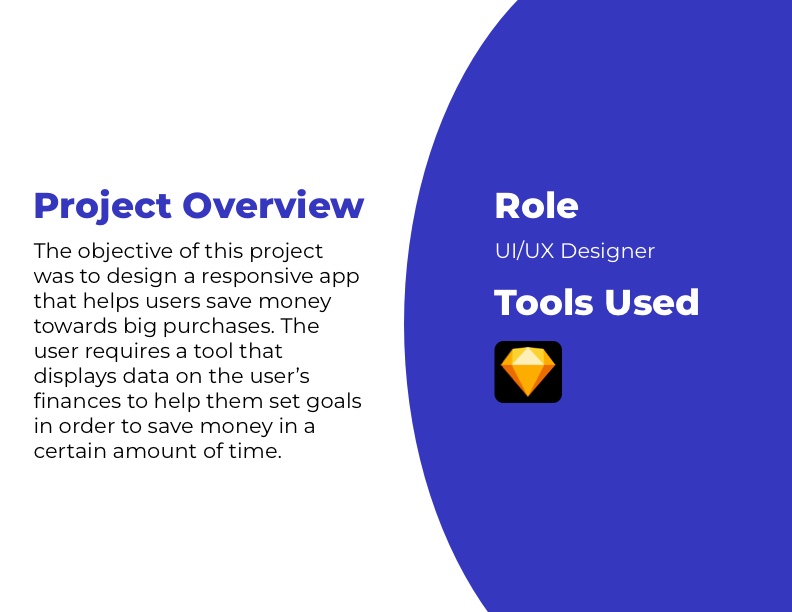 Project Overview
The objective of this project
was to design a responsive app
that helps users save money
towards big purchases. The
user requires a tool that
displays data on the user’s
finances to help them set goals
in order to save money in a
certain amount of time.
Role
UI/UX Designer
Tools Used